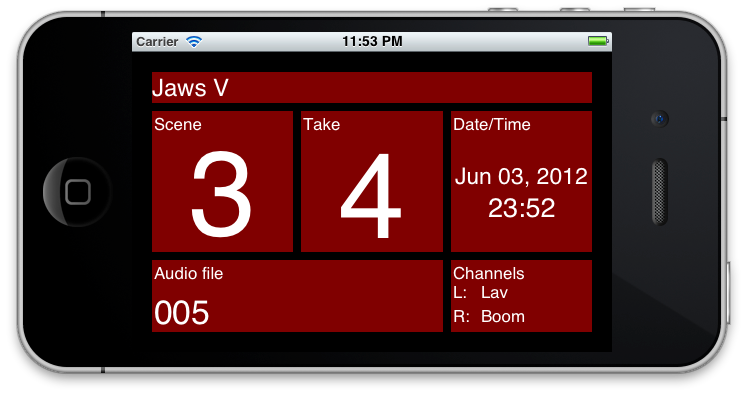 Carrier 11:53 PM
Jaws V
Scene
3
Take
4
Date/Time
Jun 03, 2012
23:52
Audio file
005
Channels
L: Lav
R: Boom